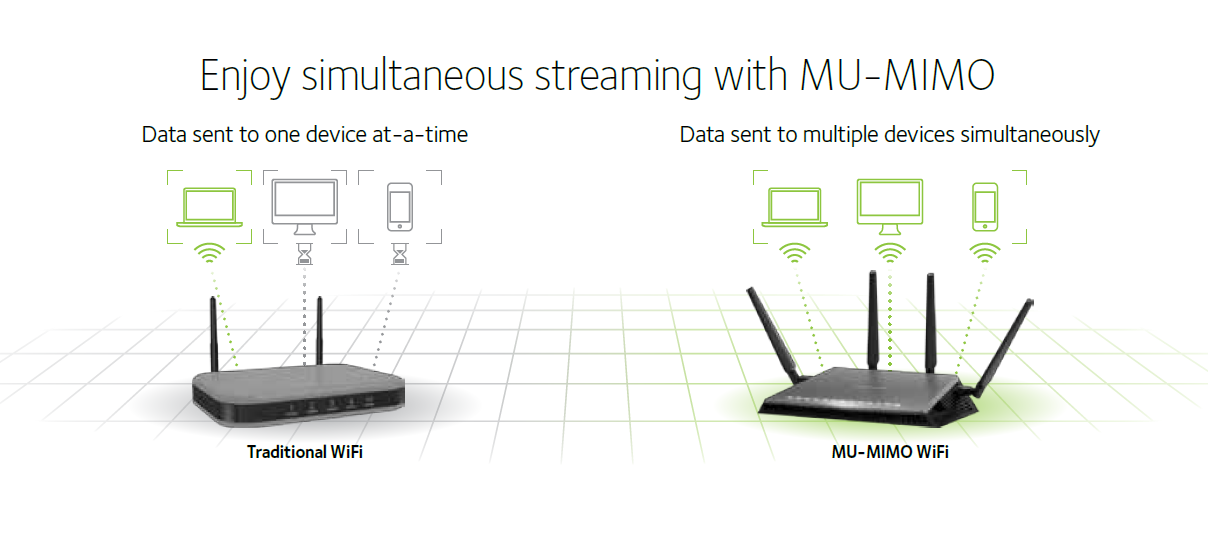 Enjoy simultaneous streaming with MU-MIMO
Data sent to one device at-a-time
Data sent to multiple devices simultaneously
Traditional WiFi
MU-MIMO WiFi